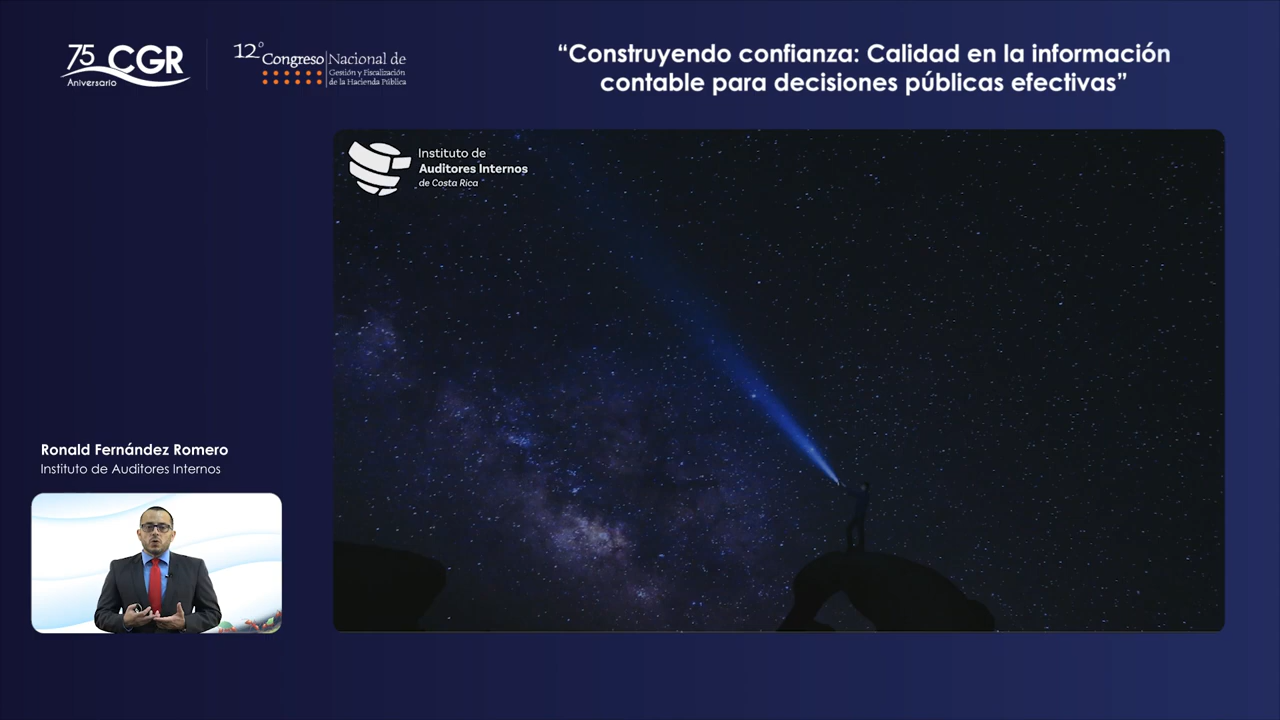 75 CGR
Aniversario
12° Congreso Nacional de
Gestión y Fiscalización
de la Hacienda Pública
“Construyendo confianza: Calidad en la información
contable para decisiones públicas efectivas”
Instituto de
Auditores Internos
de Costa Rica
Ronald Fernández Romero
Instituto de Auditores Internos